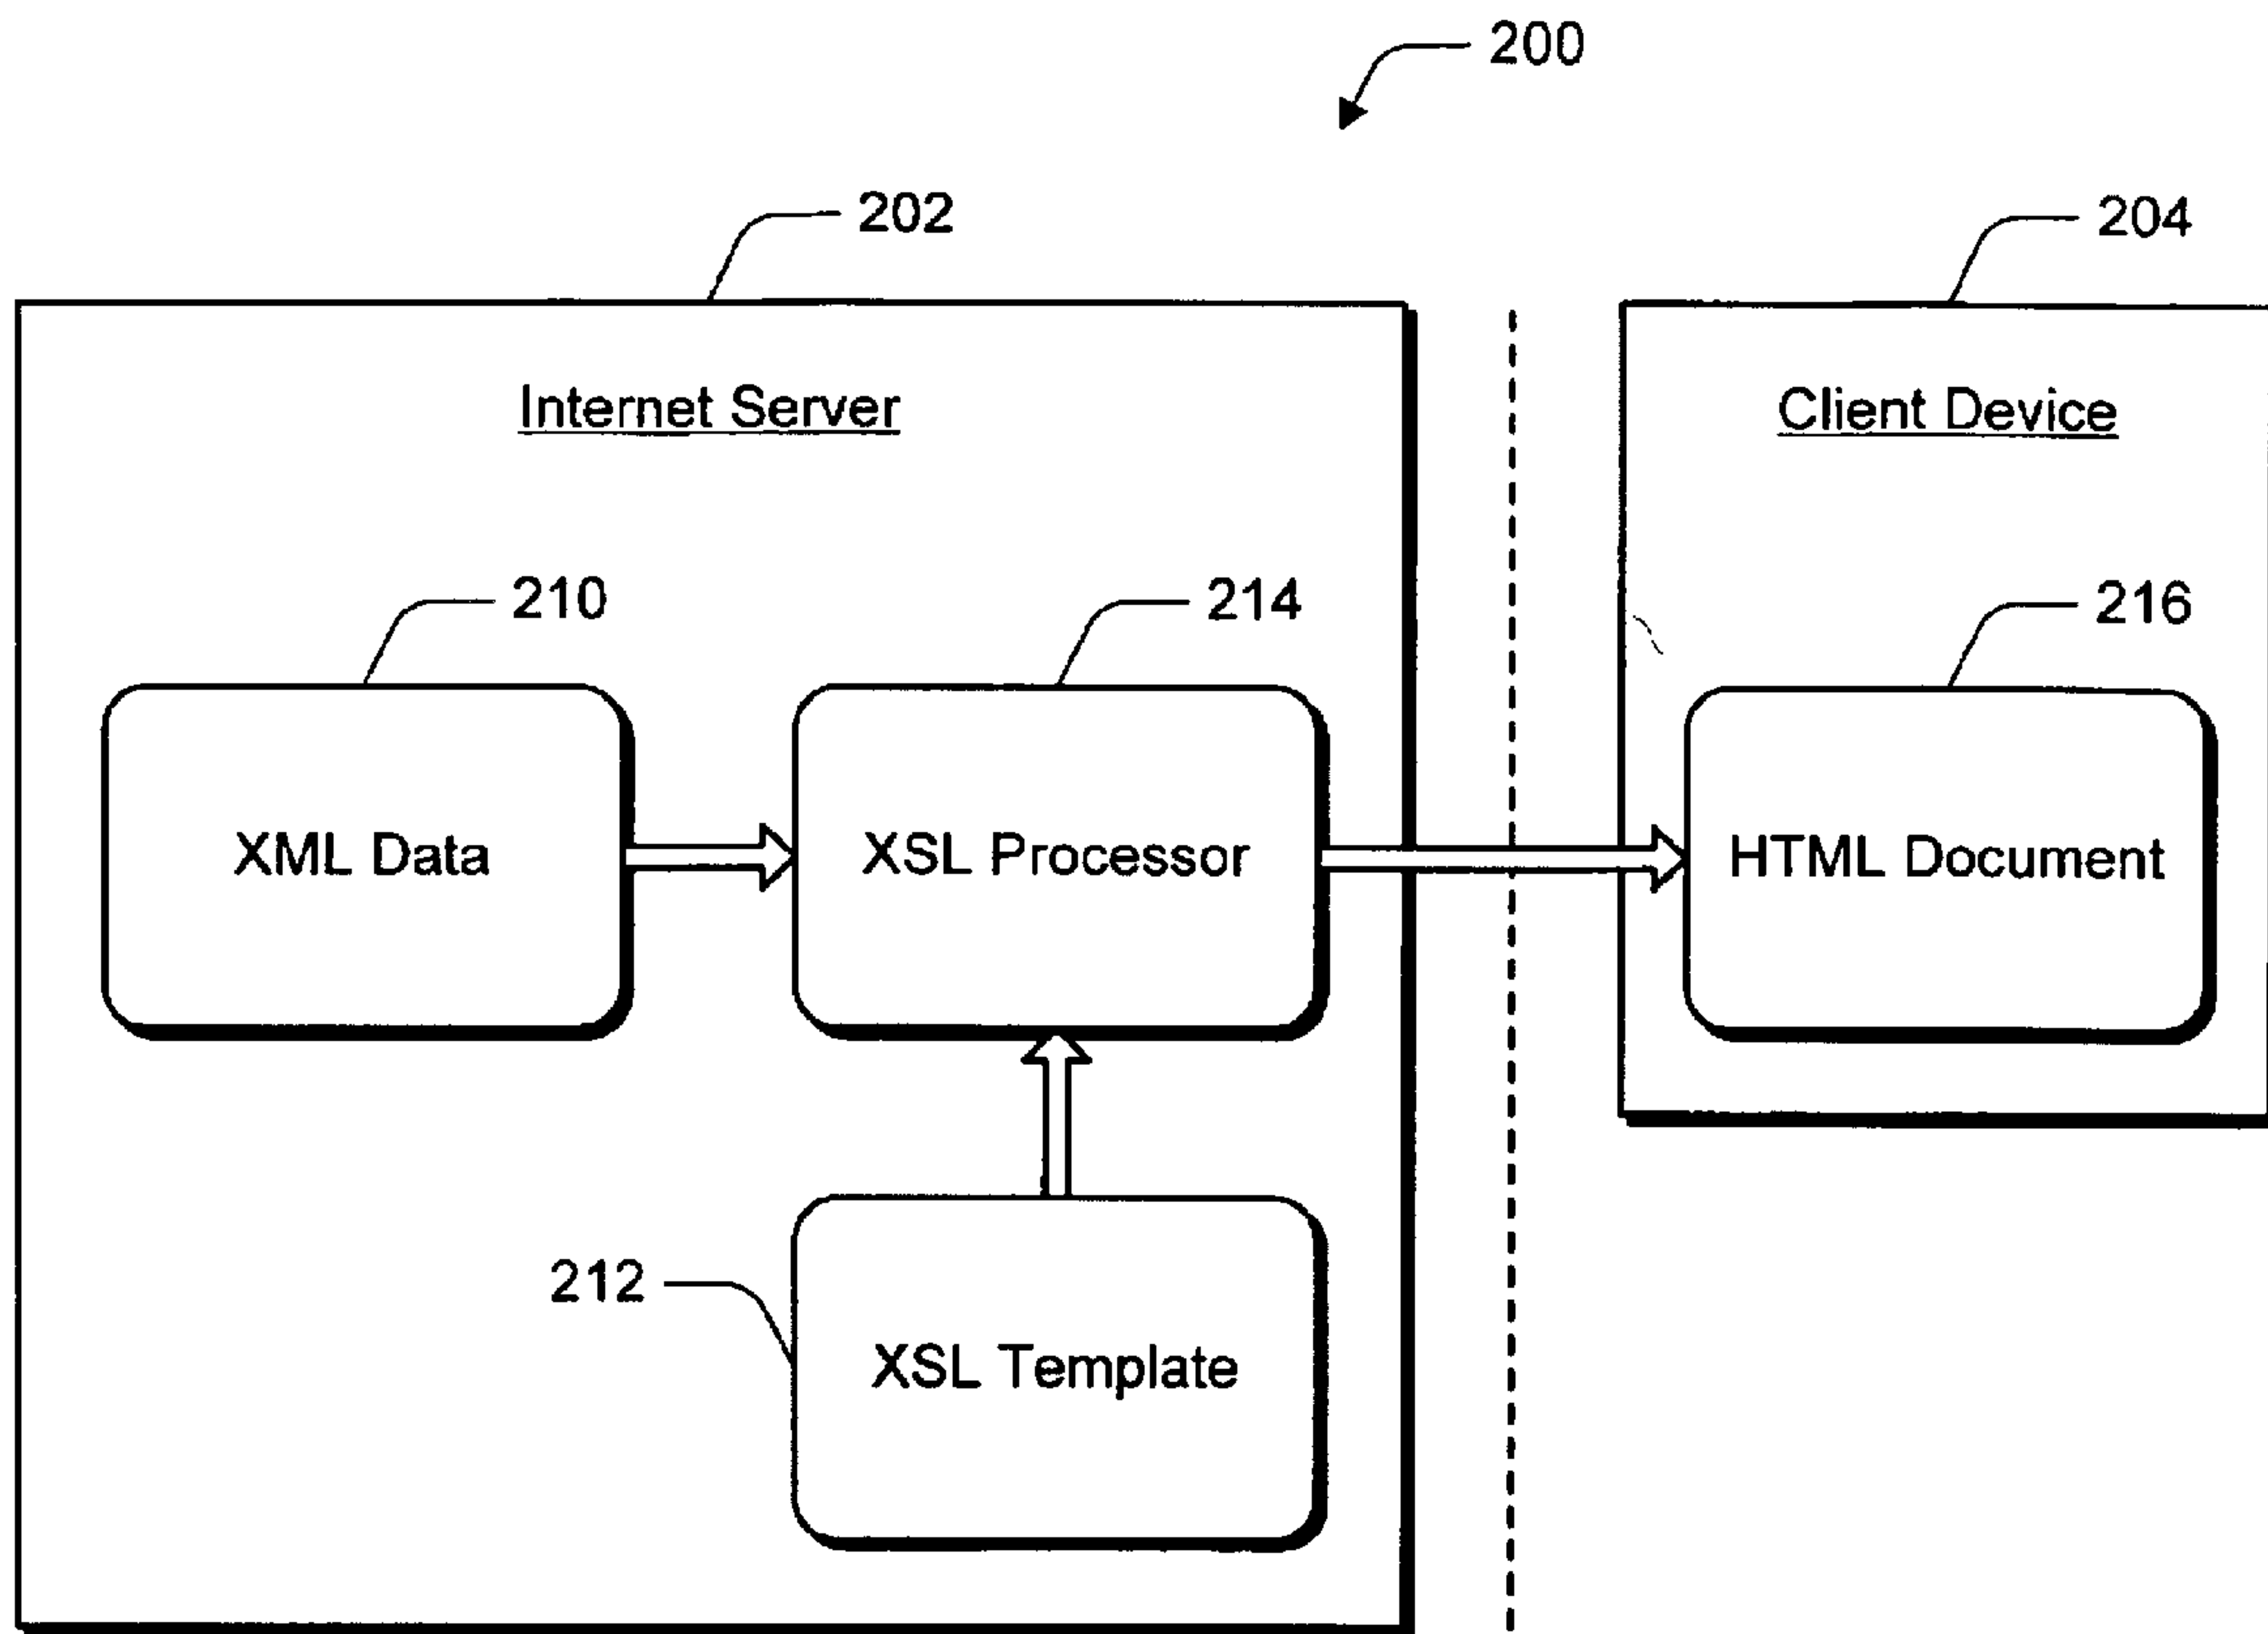 200
202
204
Internet Server
Client Device
210
214
216
XML Data
XSL Processor
HTML Document
212
XSL Template